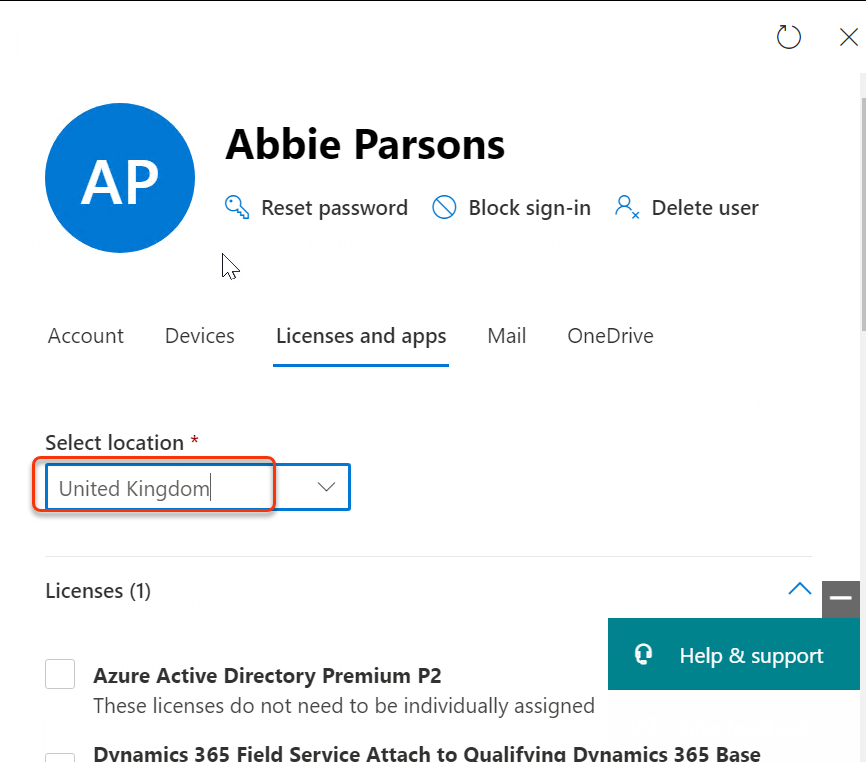 AP
Abbie Parsons
Reset password Block sign-in Delete user
Account Devices Licenses and apps Mail OneDrive
Select location *
United Kingdom
Licenses (1)
Help & support
Azure Active Directory Premium P2
These licenses do not need to be individually assigned
Dynamics 365 Field Service Attach to Qualifying Dynamics 365 Base